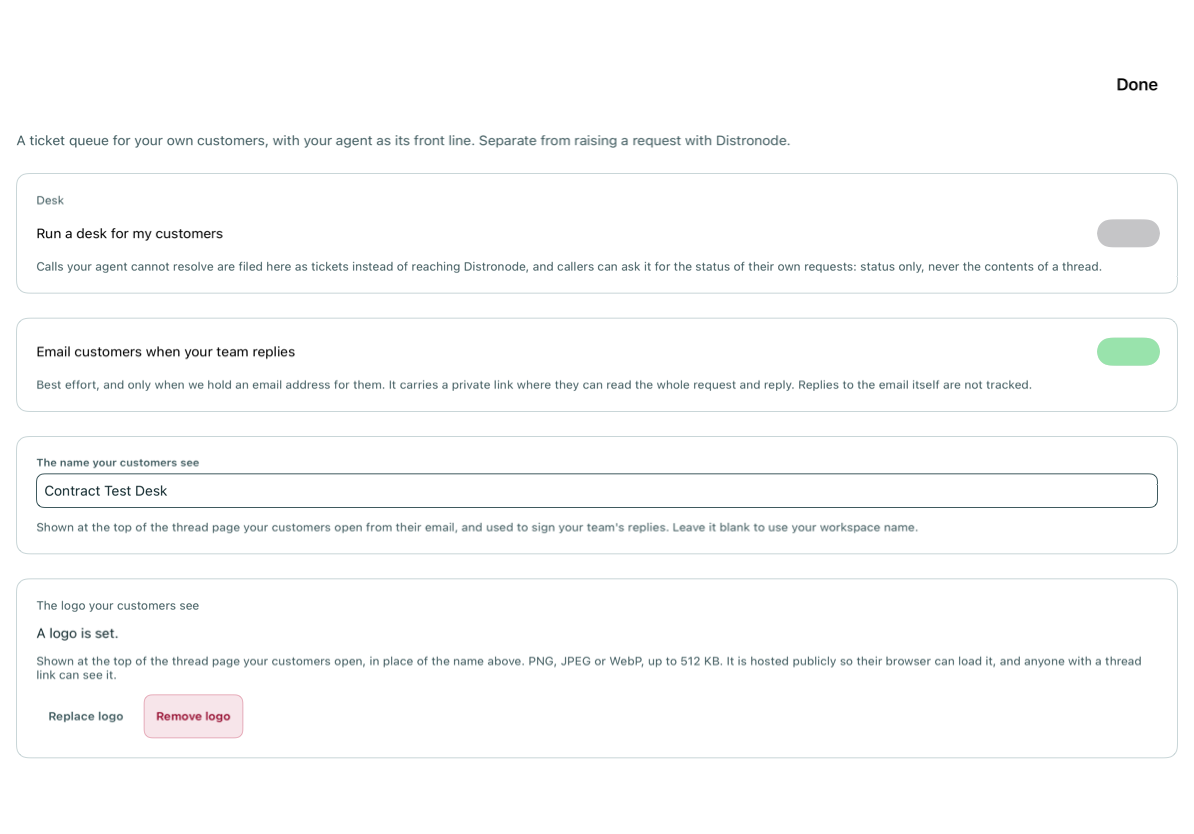 Done
A ticket queue for your own customers, with your agent as its front line. Separate from raising a request with Distronode.
Desk
Run a desk for my customers
Calls your agent cannot resolve are filed here as tickets instead of reaching Distronode, and callers can ask it for the status of their own requests: status only, never the contents of a thread.
Email customers when your team replies
Best effort, and only when we hold an email address for them. It carries a private link where they can read the whole request and reply. Replies to the email itself are not tracked.
The name your customers see
Contract Test Desk
Shown at the top of the thread page your customers open from their email, and used to sign your team's replies. Leave it blank to use your workspace name.
The logo your customers see
A logo is set.
Shown at the top of the thread page your customers open, in place of the name above. PNG, JPEG or WebP, up to 512 KB. It is hosted publicly so their browser can load it, and anyone with a thread
link can see it.
Replace logo
Remove logo